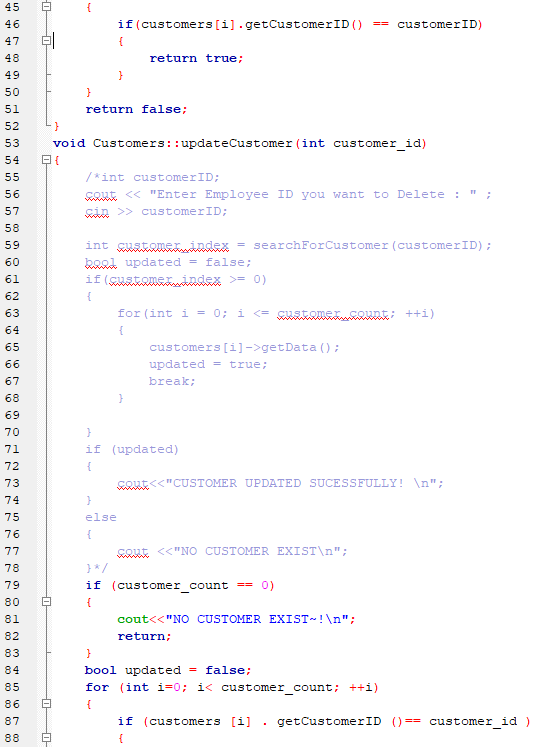 45 {
46 if(customers[i].getCustomerID() == customerID)
47 {
48 return true;
49 }
50 }
51 return false;
52 }
53 void Customers::updateCustomer(int customer_id)
54 {
55 /*int customerID;
56 cout << "Enter Employee ID you want to Delete : " ;
57 cin >> customerID;
58
59 int customer_index = searchForCustomer(customerID);
60 bool updated = false;
61 if(customer_index >= 0)
62 {
63 for(int i = 0; i <= customer_count; ++i)
64 {
65 customers[i]->getData();
66 updated = true;
67 break;
68 }
69
70 }
71 if (updated)
72 {
73 cout<<"CUSTOMER UPDATED SUCESSFULLY! \n";
74 }
75 else
76 {
77 cout <<"NO CUSTOMER EXIST\n";
78 }*/
79 if (customer_count == 0)
80 {
81 cout<<"NO CUSTOMER EXIST~!\n";
82 return;
83 }
84 bool updated = false;
85 for (int i=0; i< customer_count; ++i)
86 {
87 if (customers [i] . getCustomerID ()== customer_id )
88 {